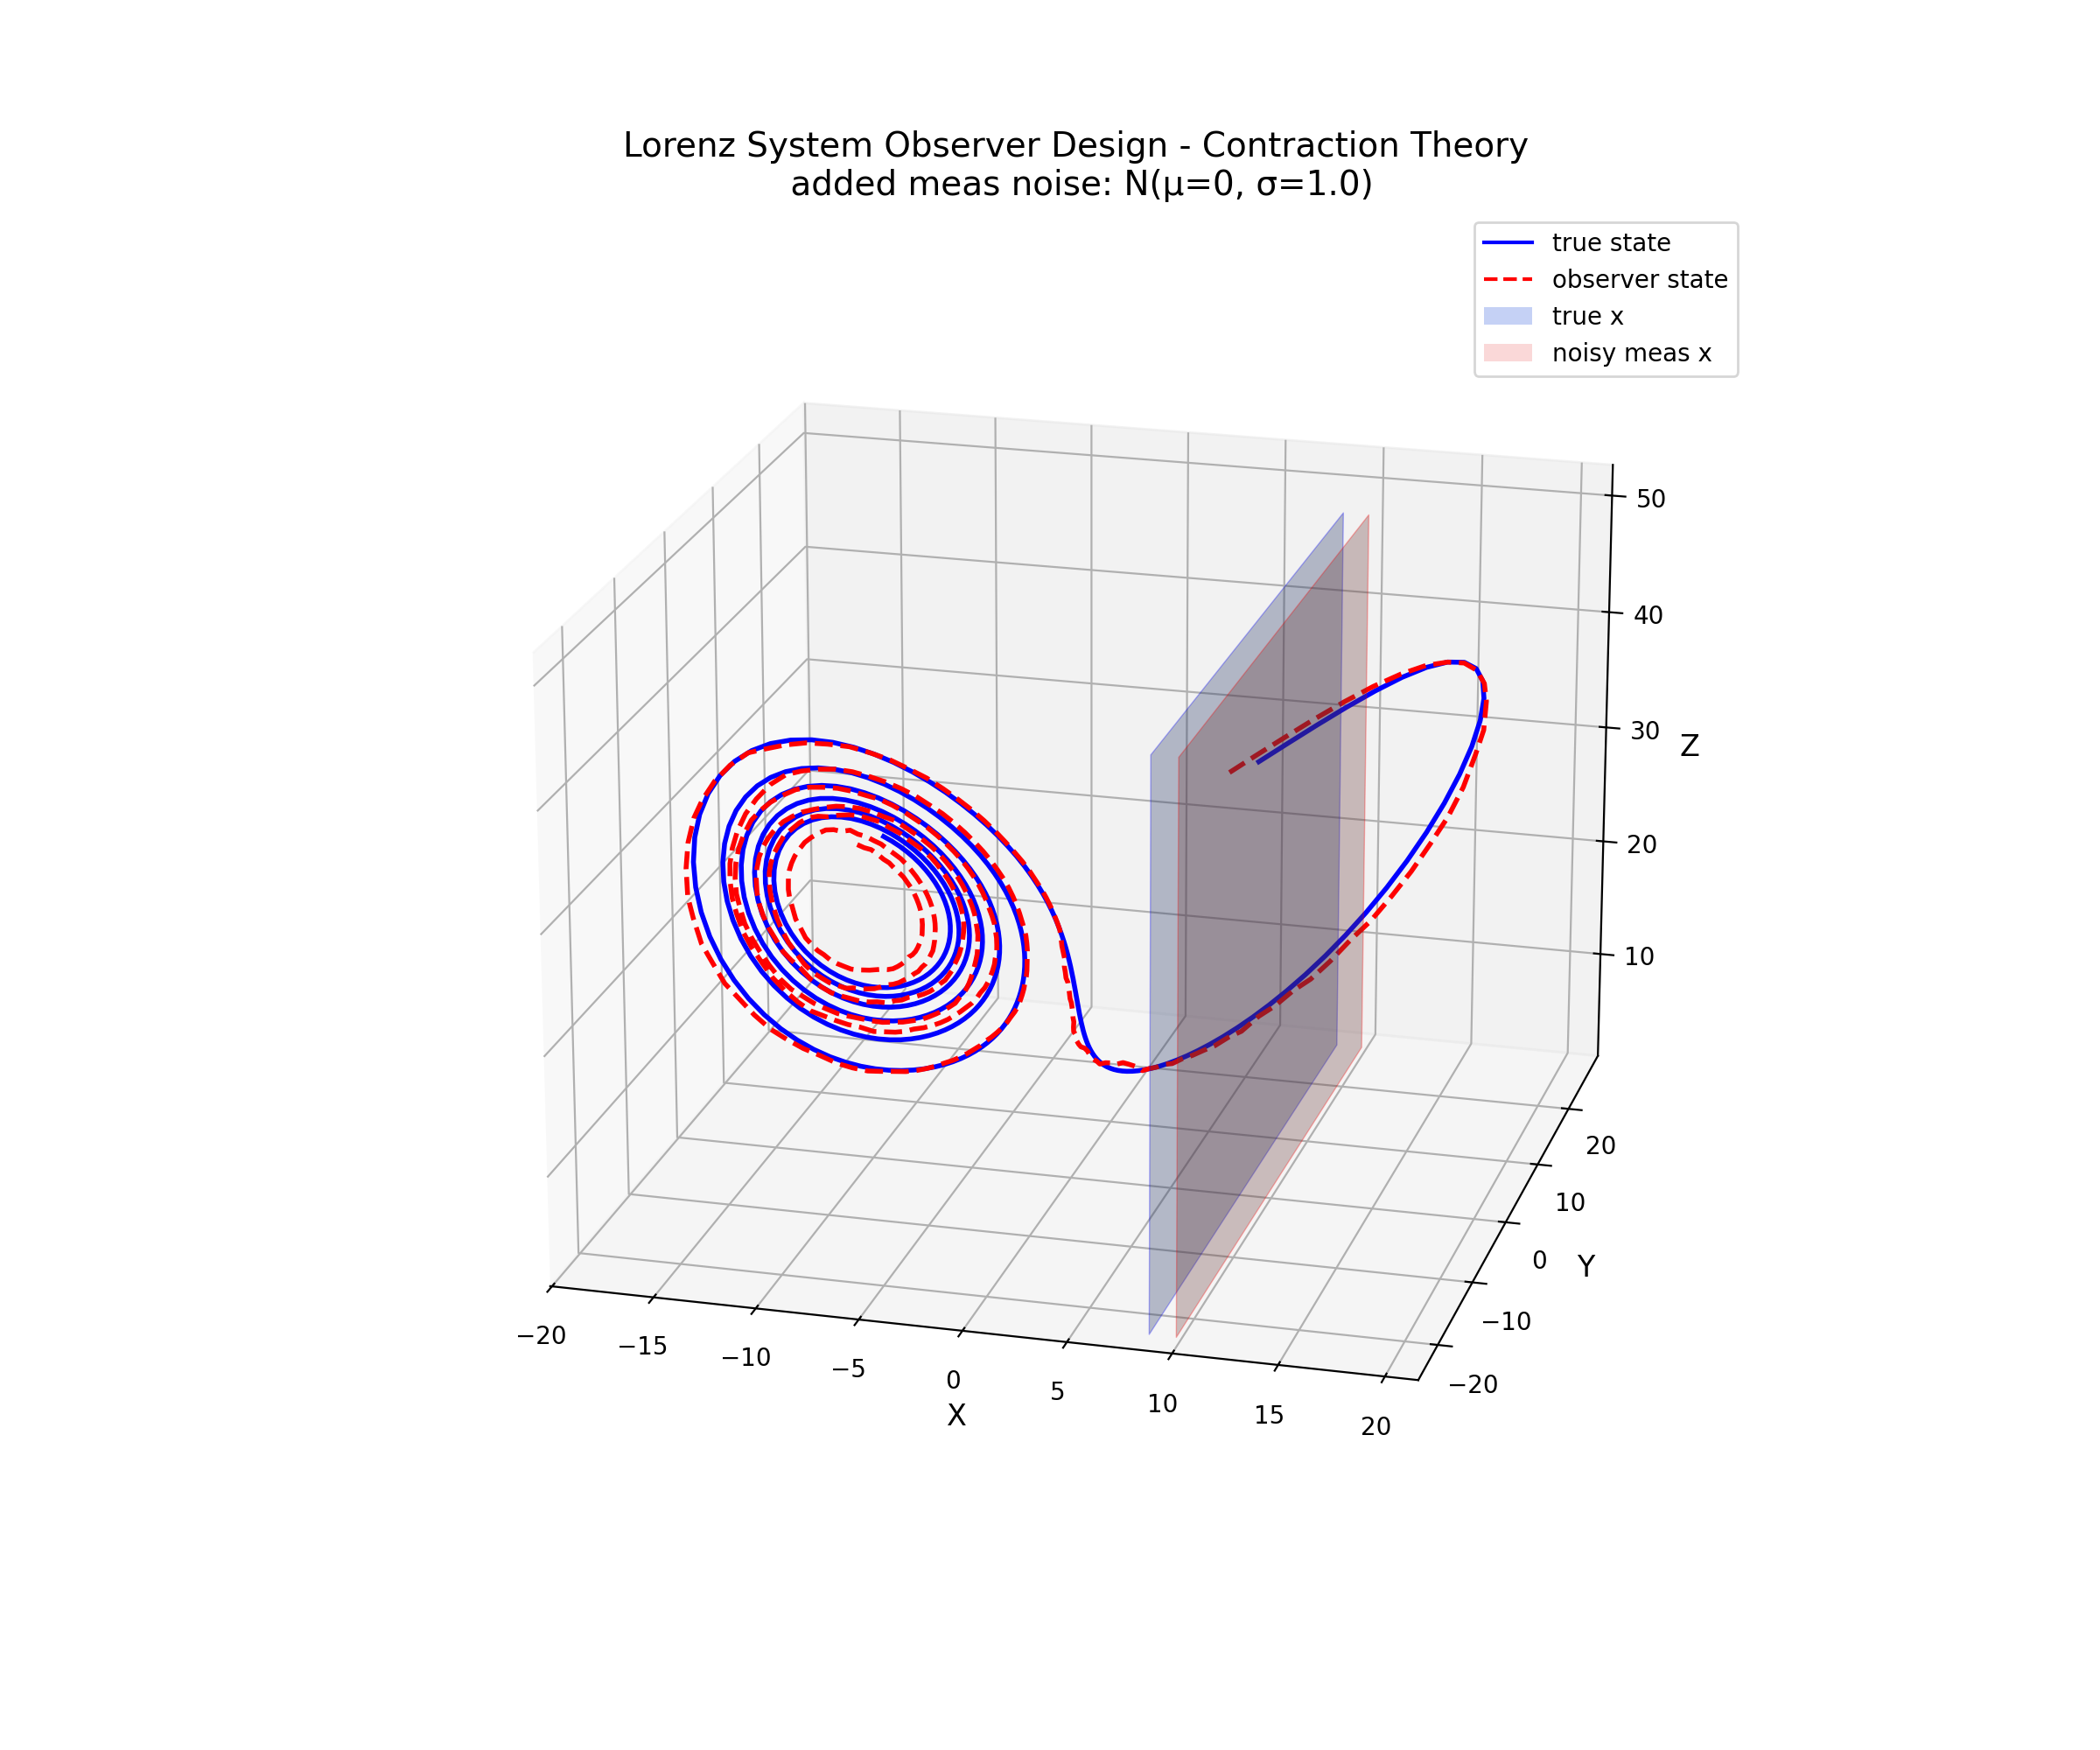 Lorenz System Observer Design - Contraction Theory
added meas noise: N(μ=0, σ=1.0)
true state
observer state
true x
noisy meas x
50
40
30
Z
20
10
20
10
0
Y
−10
−20
−20
−15
−10
−5
0
5
10
15
20
X